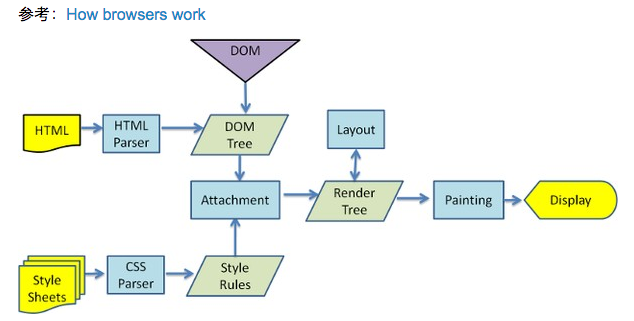 参考：How browsers work
DOM
HTML
HTML
Parser
DOM
Tree
Layout
Attachment
Render
Tree
Painting
Display
Style
Sheets
CSS
Parser
Style
Rules